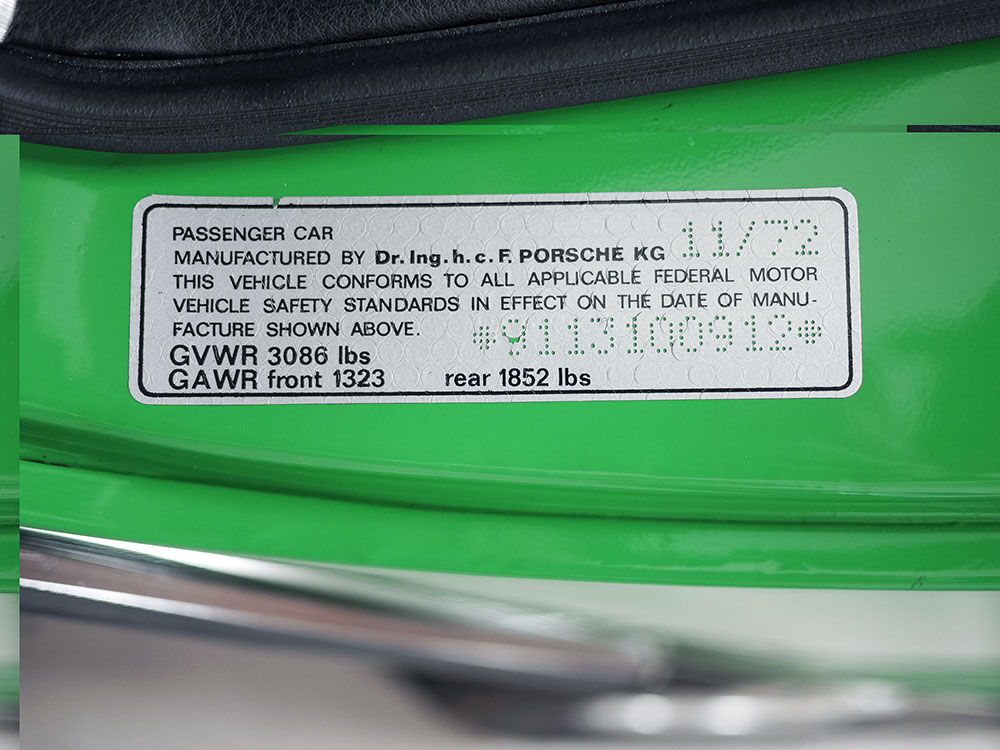 PASSENGER CAR 11/72
MANUFACTURED BY Dr. Ing. h. c. F. PORSCHE KG
THIS VEHICLE CONFORMS TO ALL APPLICABLE FEDERAL MOTOR
VEHICLE SAFETY STANDARDS IN EFFECT ON THE DATE OF MANU-
FACTURE SHOWN ABOVE. *9113100912*
GVWR 3086 lbs
GAWR front 1323 rear 1852 lbs